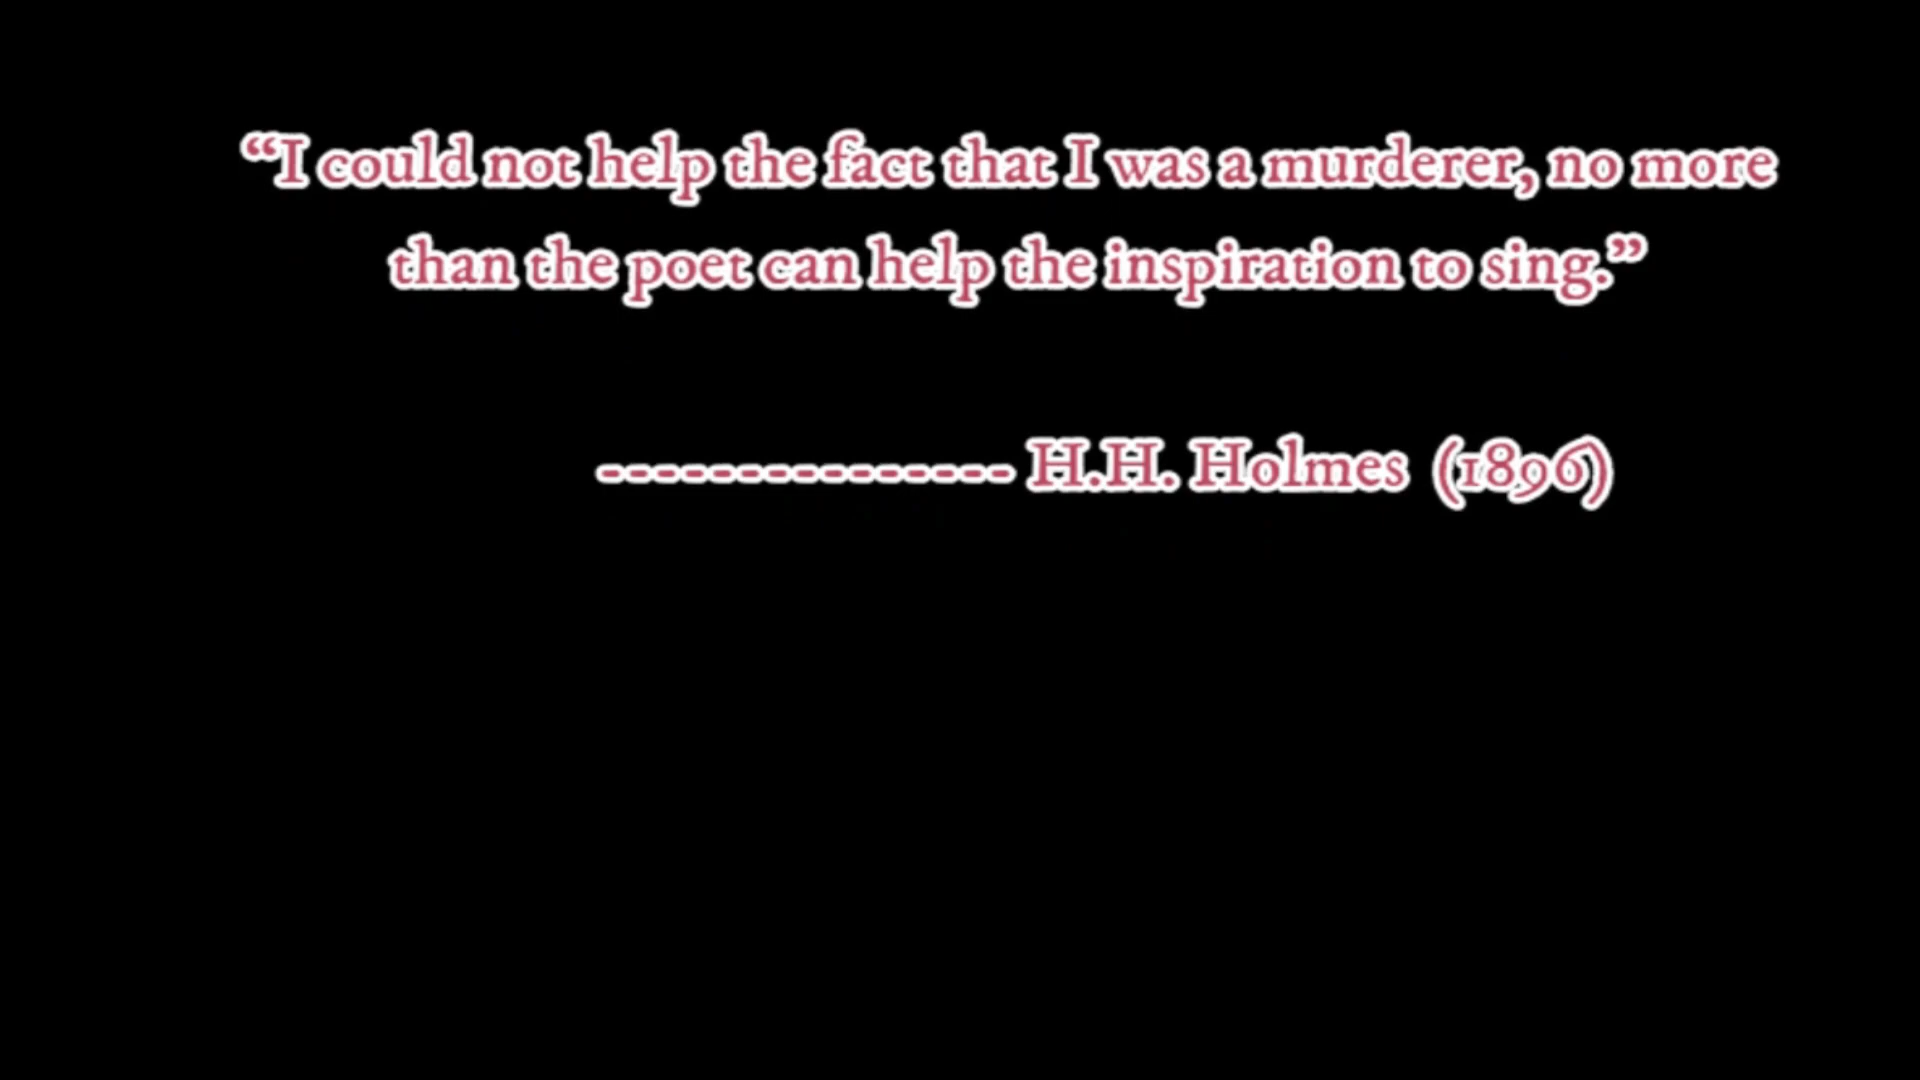 “I could not help the fact that I was a murderer, no more
than the poet can help the inspiration to sing.”
--------------- H.H. Holmes (1896)